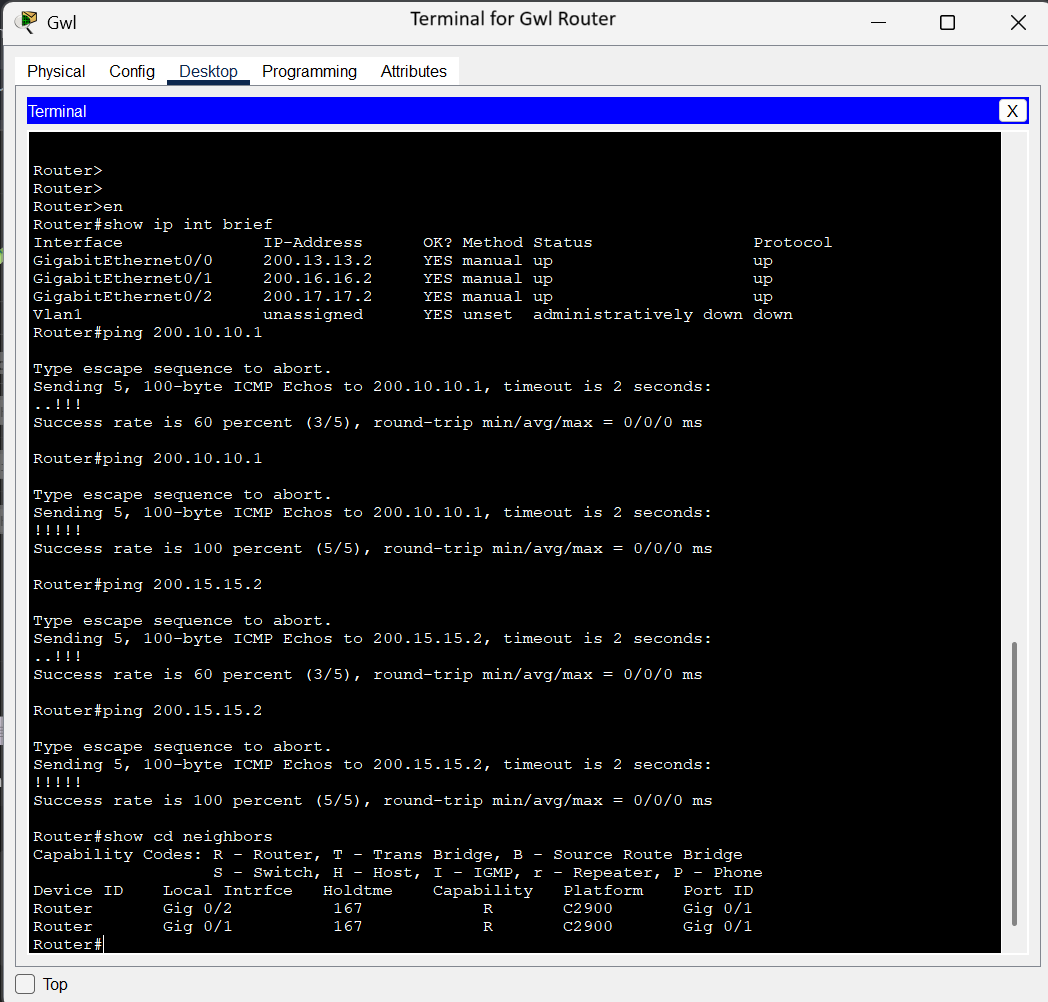 Gwl
Terminal for Gwl Router
Physical Config Desktop Programming Attributes
Terminal X
Router>
Router>
Router>en
Router#show ip int brief
Interface IP-Address OK? Method Status Protocol
GigabitEthernet0/0 200.13.13.2 YES manual up up
GigabitEthernet0/1 200.16.16.2 YES manual up up
GigabitEthernet0/2 200.17.17.2 YES manual up up
Vlan1 unassigned YES unset administratively down down
Router#ping 200.10.10.1
Type escape sequence to abort.
Sending 5, 100-byte ICMP Echos to 200.10.10.1, timeout is 2 seconds:
..!!!
Success rate is 60 percent (3/5), round-trip min/avg/max = 0/0/0 ms
Router#ping 200.10.10.1
Type escape sequence to abort.
Sending 5, 100-byte ICMP Echos to 200.10.10.1, timeout is 2 seconds:
!!!!!
Success rate is 100 percent (5/5), round-trip min/avg/max = 0/0/0 ms
Router#ping 200.15.15.2
Type escape sequence to abort.
Sending 5, 100-byte ICMP Echos to 200.15.15.2, timeout is 2 seconds:
..!!!
Success rate is 60 percent (3/5), round-trip min/avg/max = 0/0/0 ms
Router#ping 200.15.15.2
Type escape sequence to abort.
Sending 5, 100-byte ICMP Echos to 200.15.15.2, timeout is 2 seconds:
!!!!!
Success rate is 100 percent (5/5), round-trip min/avg/max = 0/0/0 ms
Router#show cd neighbors
Capability Codes: R - Router, T - Trans Bridge, B - Source Route Bridge
S - Switch, H - Host, I - IGMP, r - Repeater, P - Phone
Device ID Local Intrfce Holdtme Capability Platform Port ID
Router Gig 0/2 167 R C2900 Gig 0/1
Router Gig 0/1 167 R C2900 Gig 0/1
Router#
Top